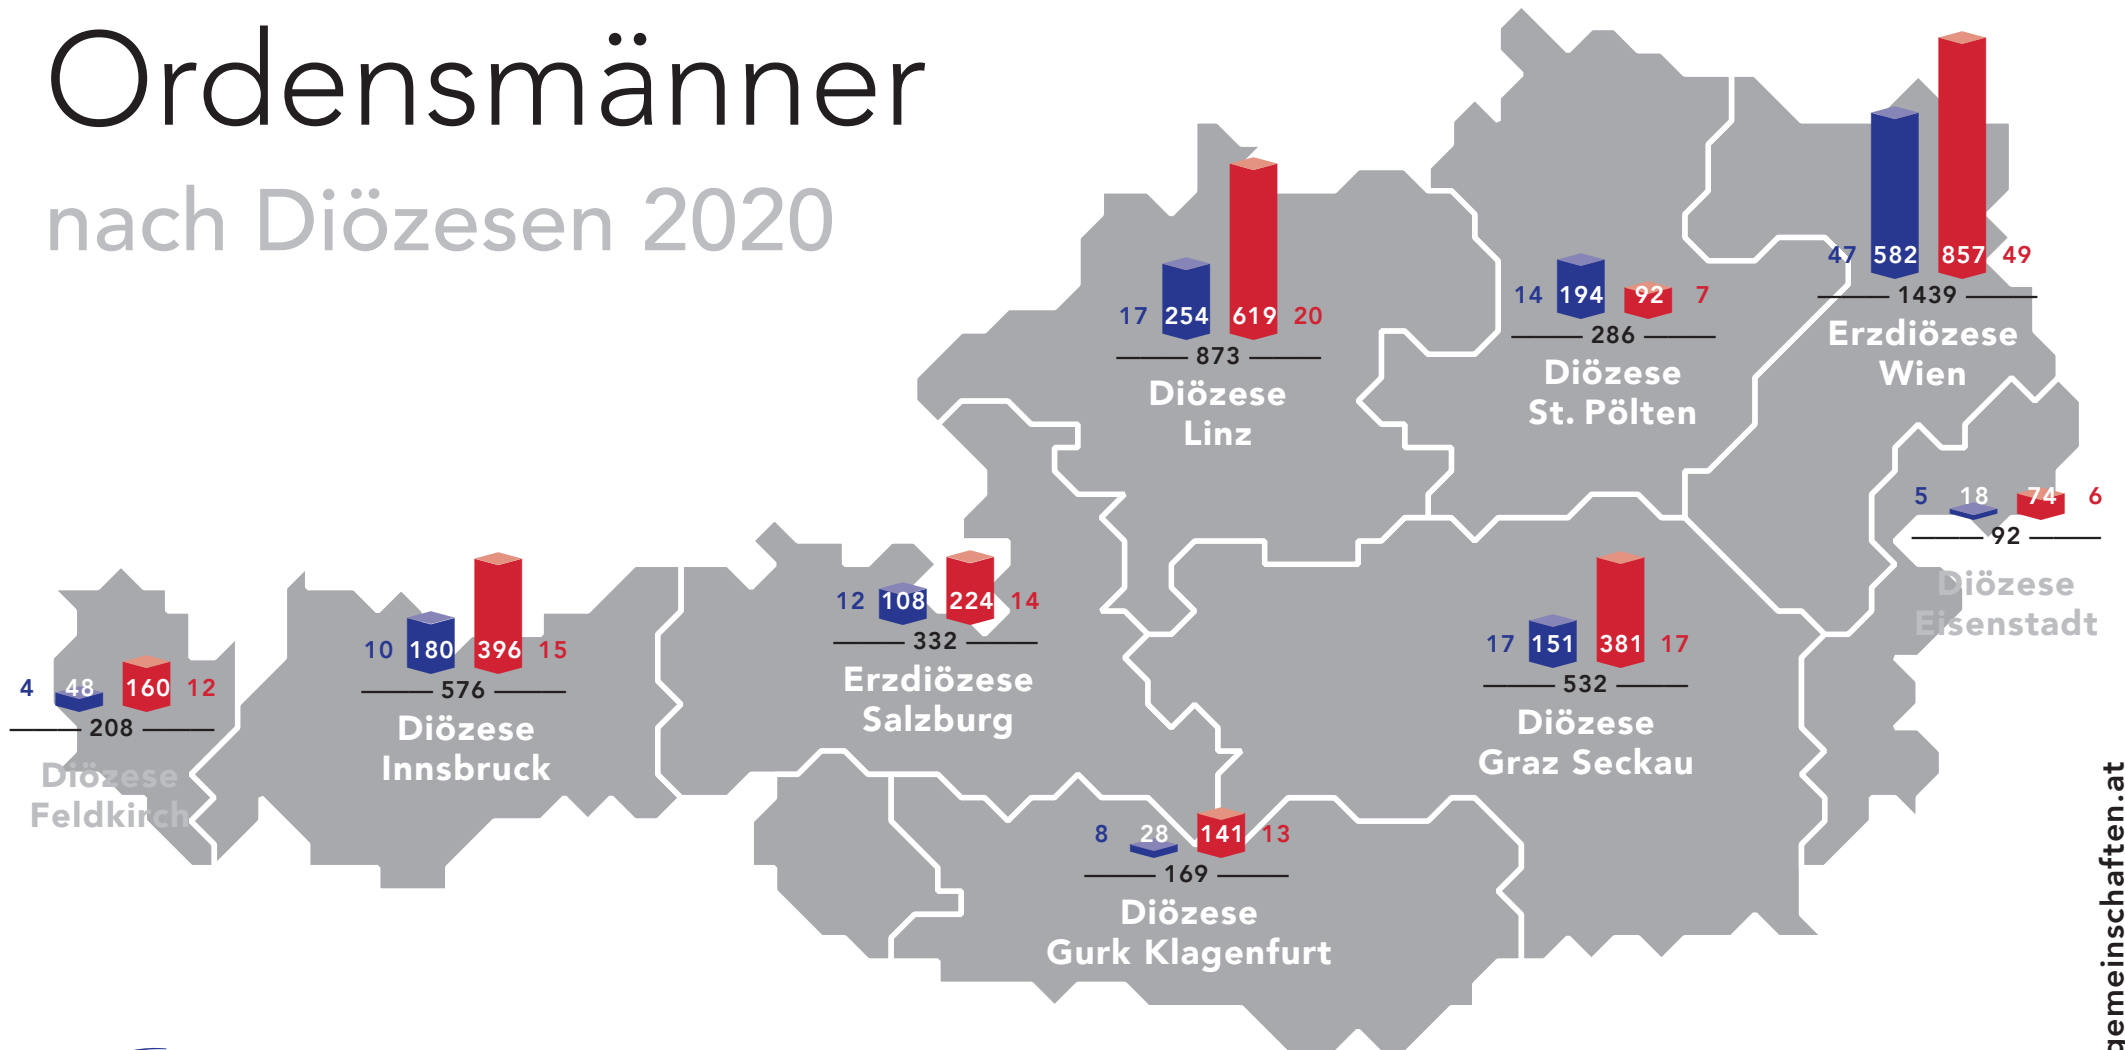 Ordensmänner
nach Diözesen 2020
47 582 857 49
1439
Erzdiözese
Wien
17 254 619 20
873
Diözese
Linz
14 194 92 7
286
Diözese
St. Pölten
5 18 74 6
92
Diözese
Eisenstadt
4 48 160 12
208
Diözese
Feldkirch
10 180 396 15
576
Diözese
Innsbruck
12 108 224 14
332
Erzdiözese
Salzburg
17 151 381 17
532
Diözese
Graz Seckau
8 28 141 13
169
Diözese
Gurk Klagenfurt
gemeinschaften.at